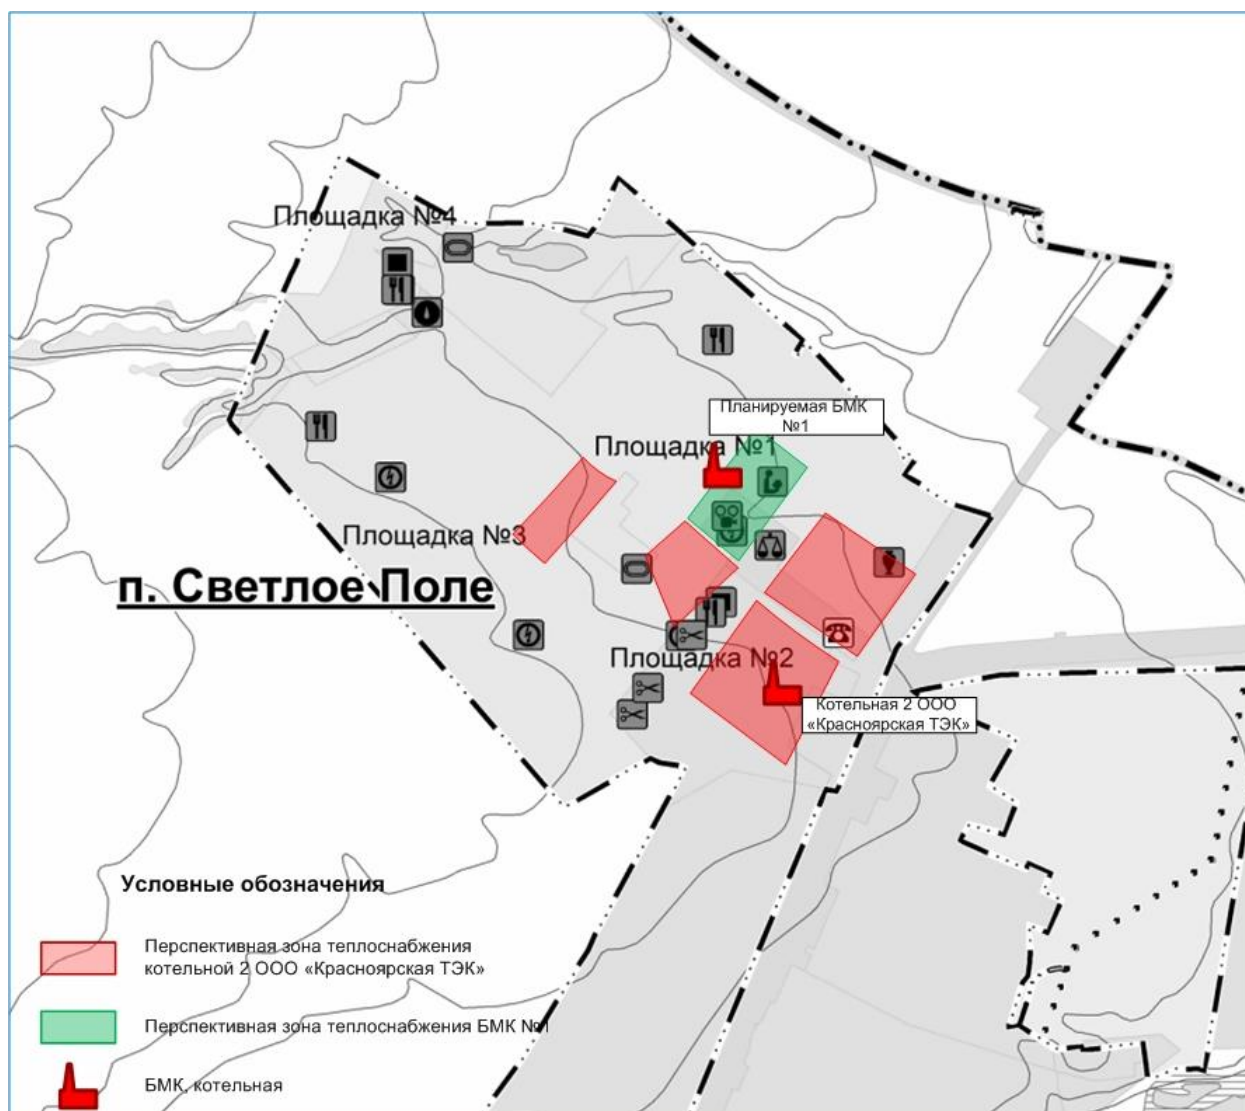 Площадка №4
Планируемая БМК
№1
Площадка №1
Площадка №3
п. Светлое Поле
Площадка №2
Котельная 2 ООО
«Красноярская ТЭК»
Условные обозначения
Перспективная зона теплоснабжения
котельной 2 ООО «Красноярская ТЭК»
Перспективная зона теплоснабжения БМК №1
БМК, котельная